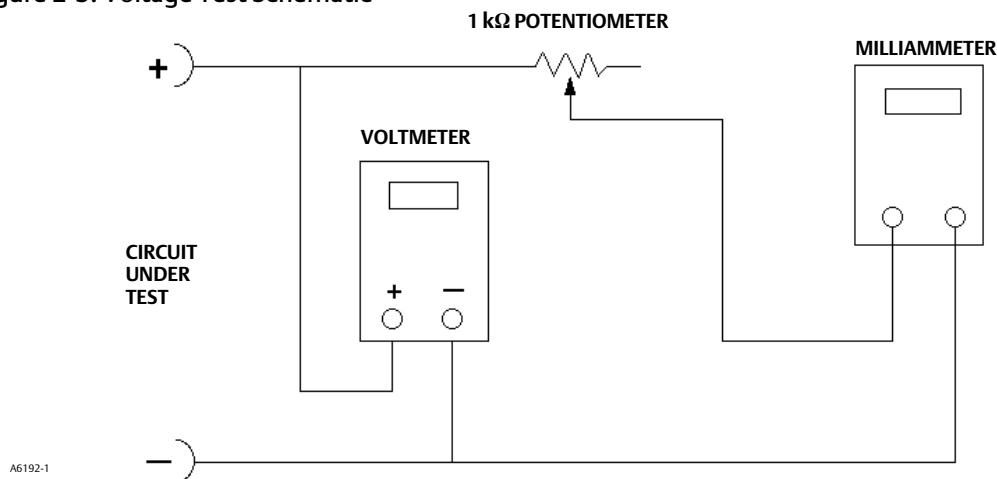 1 kΩ POTENTIOMETER
MILLIAMMETER
+
VOLTMETER
CIRCUIT
UNDER
TEST
+ —
—
A6192-1